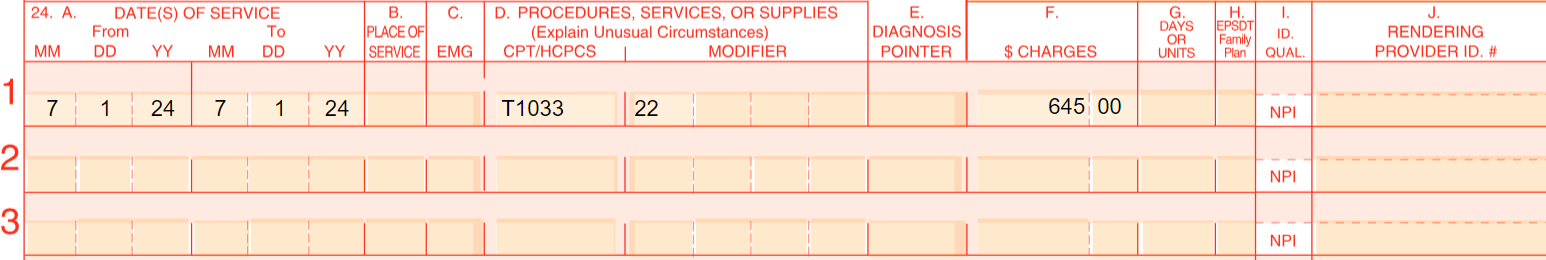 24. A. DATE(S) OF SERVICE B. C. D. PROCEDURES, SERVICES, OR SUPPLIES E. F. G. H. I. J.
From To PLACE OF (Explain Unusual Circumstances) DIAGNOSIS DAYS OR EPSDT Family ID. RENDERING
MM DD YY MM DD YY SERVICE EMG CPT/HCPCS | MODIFIER POINTER $ CHARGES UNITS Plan QUAL. PROVIDER ID. #
1
7 1 24 7 1 24 T1033 22 645 00 NPI
2
NPI
3
NPI